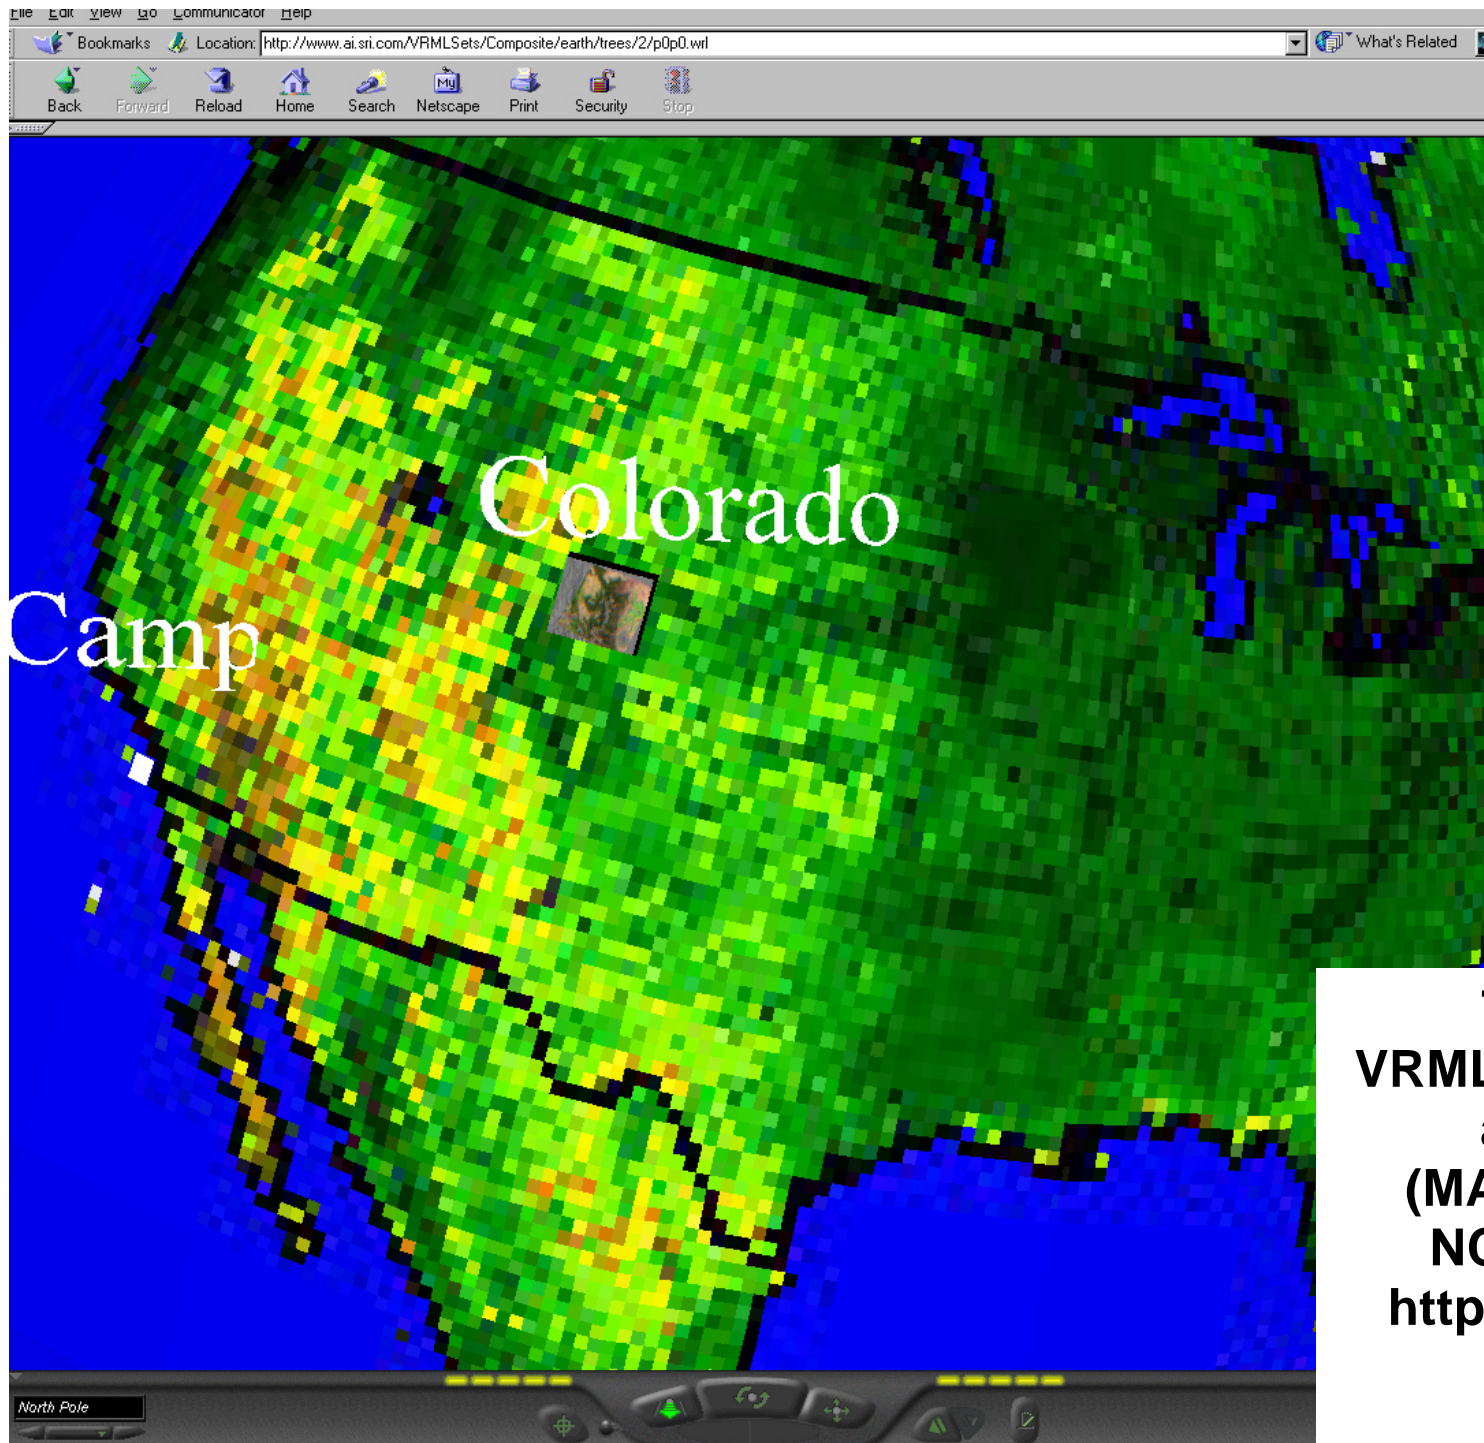 File Edit View Go Communicator Help
Bookmarks Location: http://www.ai.sri.com/VRMLSets/Composite/earth/trees/2/p0p0.wrl What's Related
Back Forward Reload Home Search Netscape Print Security Stop
My
Colorado
Camp
VRML
a
(MA
NO
http
North Pole